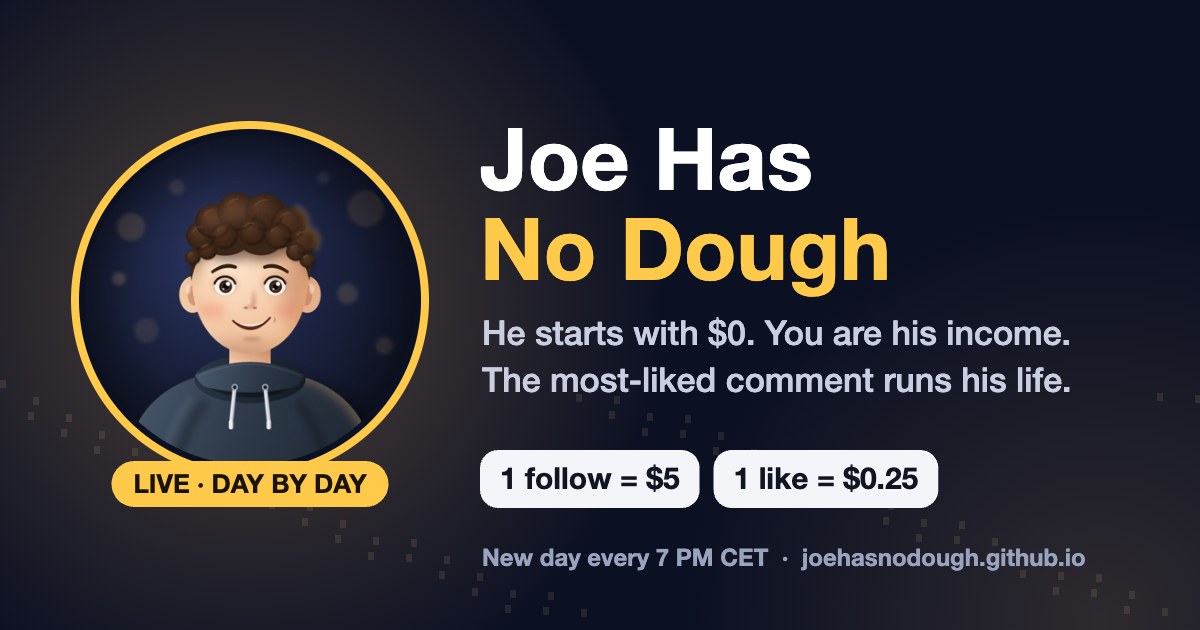 Joe Has
No Dough
He starts with $0. You are his income.
The most-liked comment runs his life.
LIVE · DAY BY DAY
1 follow = $5
1 like = $0.25
New day every 7 PM CET · joehasnodough.github.io